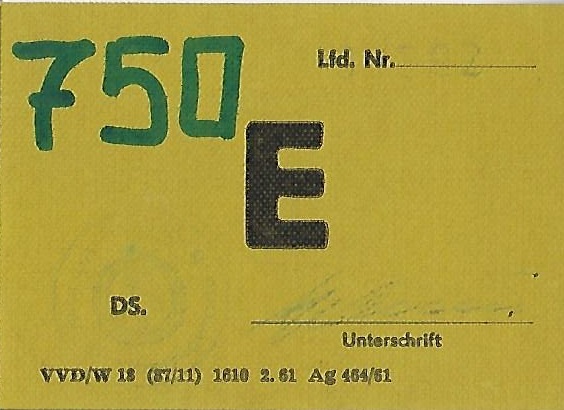 750
Lfd. Nr.
E
DS.
Unterschrift
VVD/W 18 (87/11) 1610 2. 61 Ag 464/61